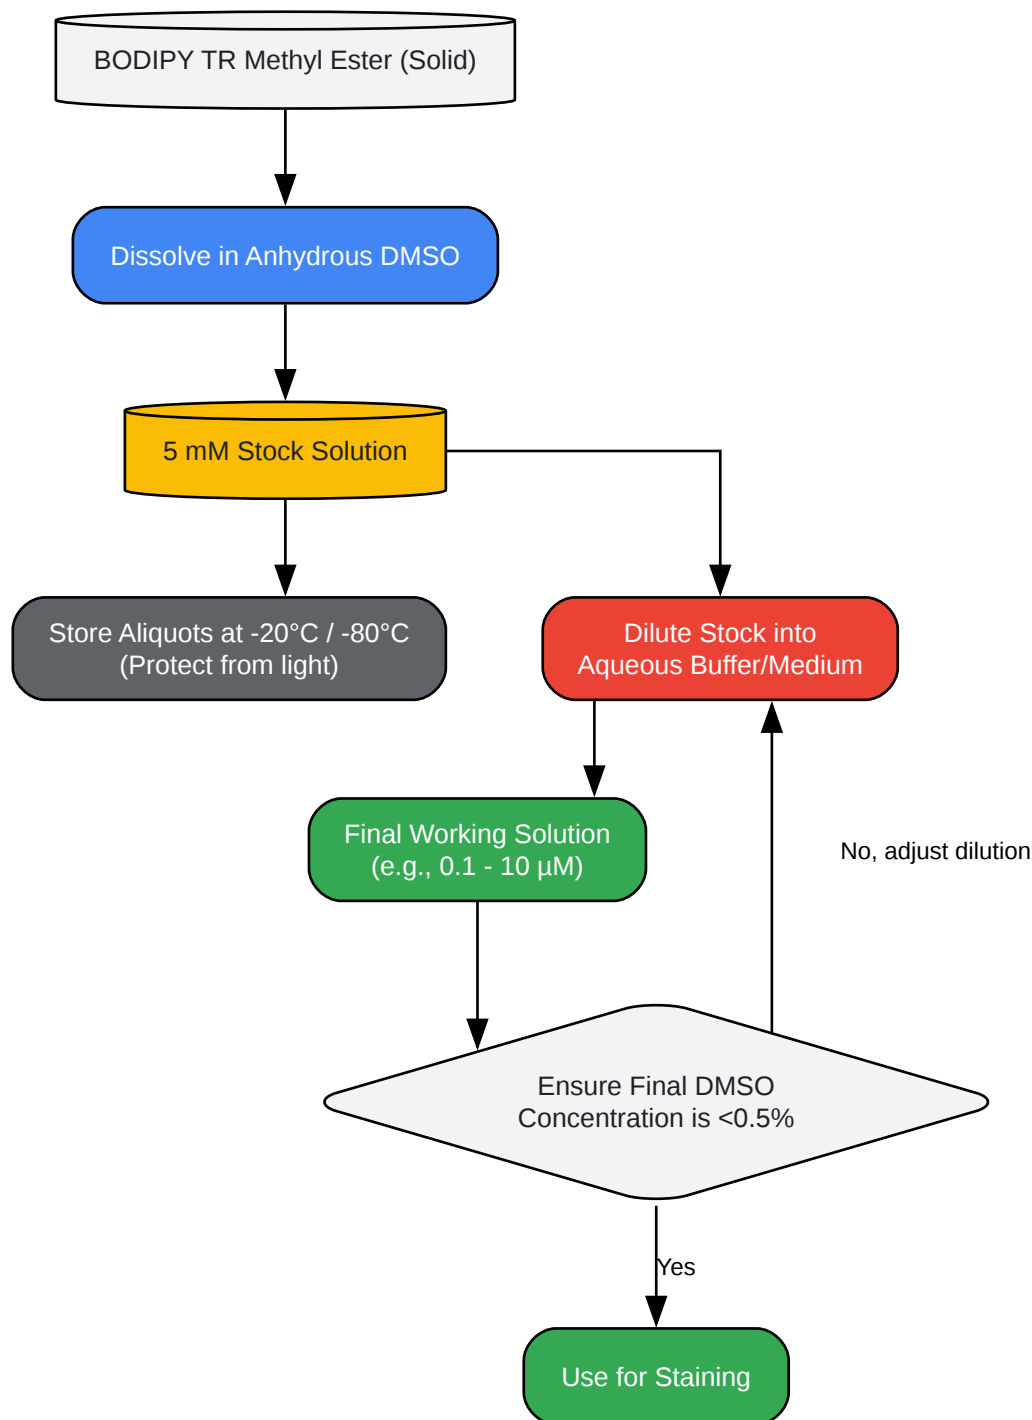 BODIPY TR Methyl Ester (Solid)
Dissolve in Anhydrous DMSO
5 mM Stock Solution
Store Aliquots at -20°C / -80°C
(Protect from light)
Dilute Stock into
Aqueous Buffer/Medium
Final Working Solution
(e.g., 0.1 - 10 µM)
No, adjust dilution
Ensure Final DMSO
Concentration is <0.5%
Yes
Use for Staining